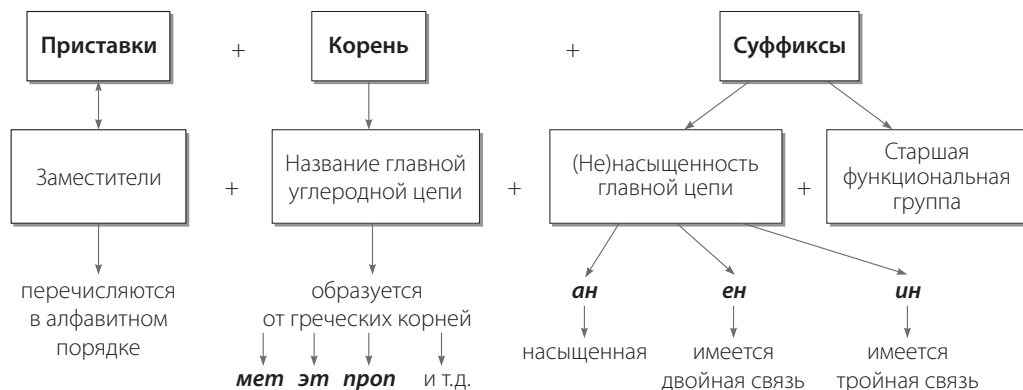 Приставки + Корень + Суффиксы
Заместители + Название главной углеродной цепи + (Не)насыщенность главной цепи + Старшая функциональная группа
перечисляются
в алфавитном
порядке
образуется
от греческих корней
мет эт проп и т.д.
ан
насыщенная
ен
имеется
двойная связь
ин
имеется
тройная связь